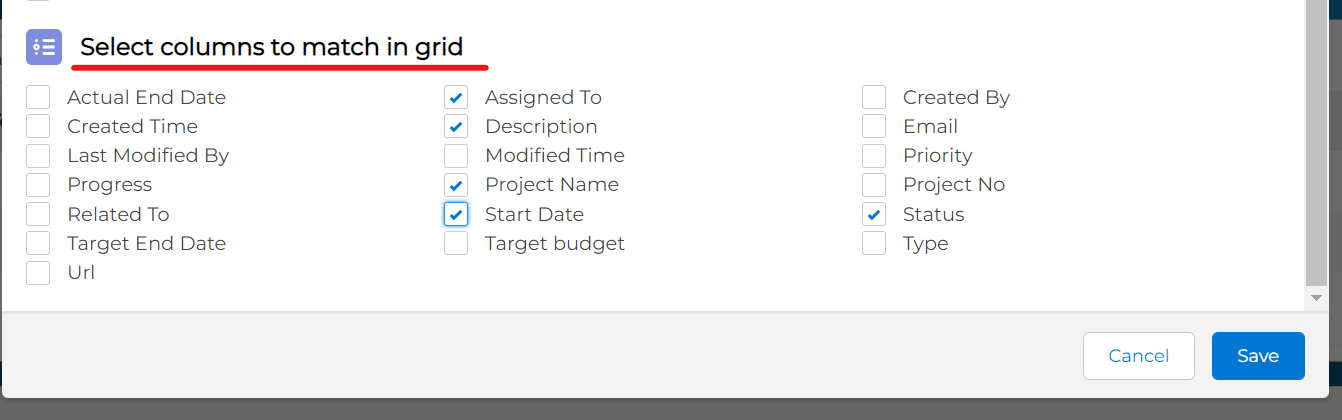 Select columns to match in grid
Actual End Date Assigned To Created By
Created Time Description Email
Last Modified By Modified Time Priority
Progress Project Name Project No
Related To Start Date Status
Target End Date Target budget Type
Url
Cancel Save